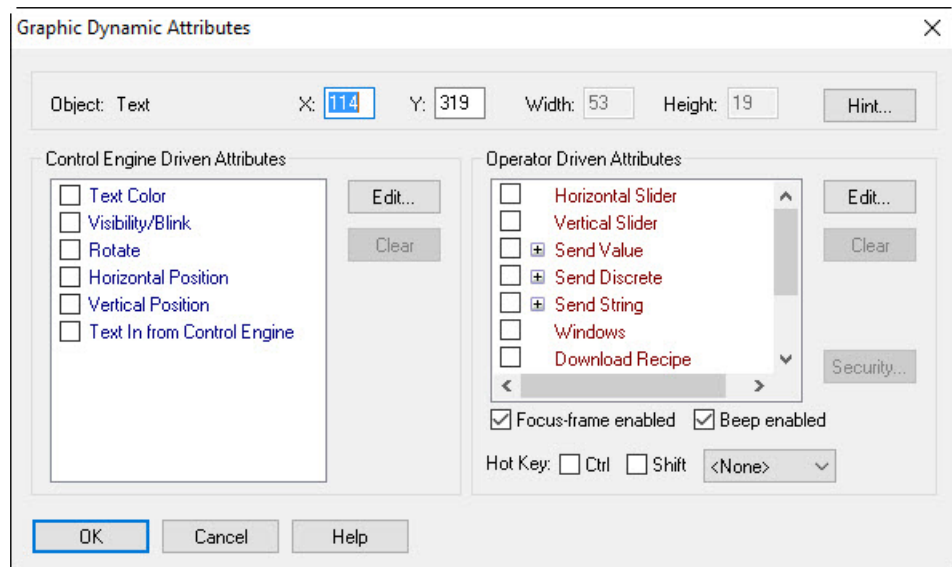 Graphic Dynamic Attributes
Object: Text X: 114 Y: 319 Width: 53 Height: 19 Hint...
Control Engine Driven Attributes
Text Color
Visibility/Blink
Rotate
Horizontal Position
Vertical Position
Text In from Control Engine
Edit...
Clear
Operator Driven Attributes
Horizontal Slider
Vertical Slider
Send Value
Send Discrete
Send String
Windows
Download Recipe
Edit...
Clear
Security...
Focus-frame enabled Beep enabled
Hot Key: Ctrl Shift <None>
OK Cancel Help